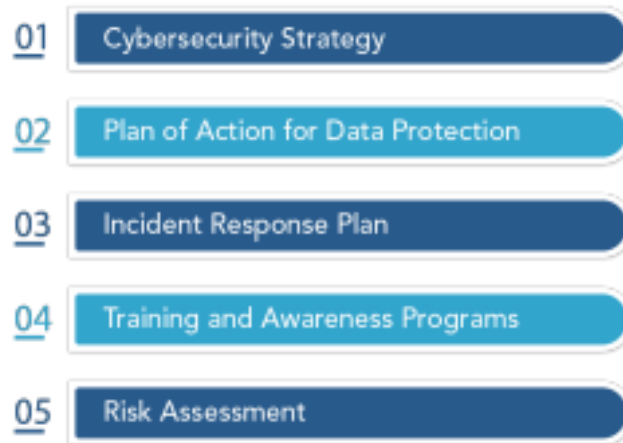 01 Cybersecurity Strategy
02 Plan of Action for Data Protection
03 Incident Response Plan
04 Training and Awareness Programs
05 Risk Assessment